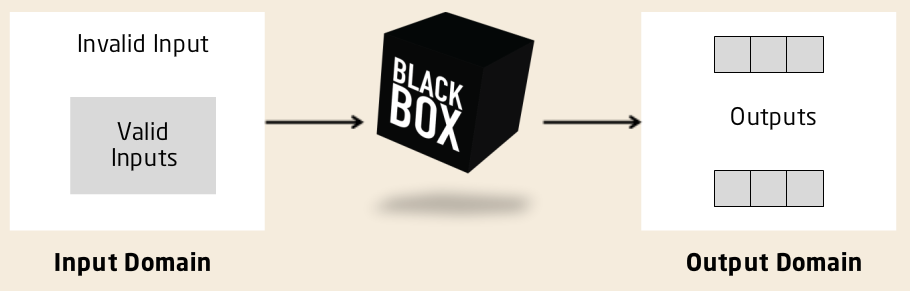 Invalid Input
Valid
Inputs
BLACK
BOX
Outputs
Input Domain
Output Domain